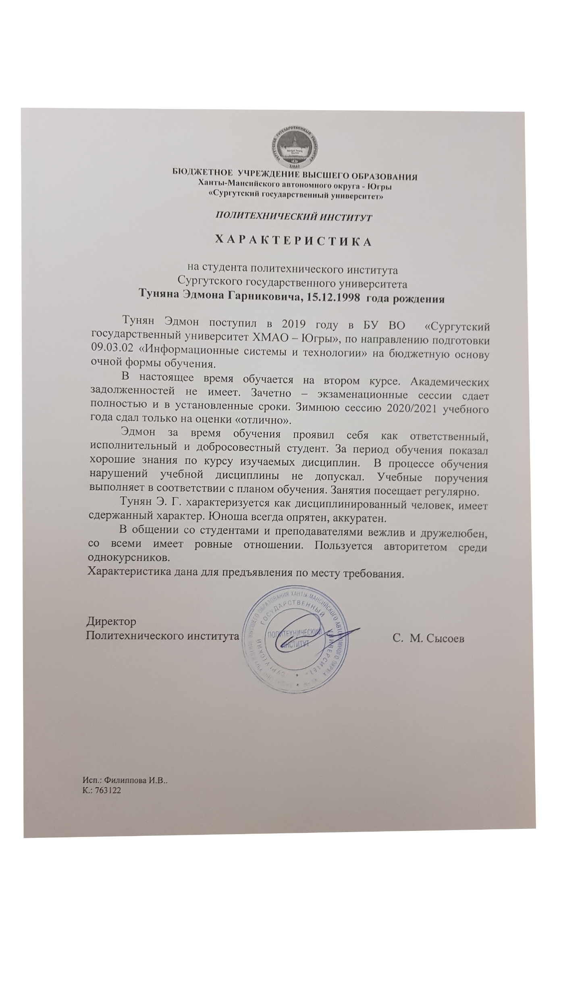 СУРГУТСКИЙ ГОСУДАРСТВЕННЫЙ УНИВЕРСИТЕТ
ХМАО
БЮДЖЕТНОЕ УЧРЕЖДЕНИЕ ВЫСШЕГО ОБРАЗОВАНИЯ
Ханты-Мансийского автономного округа - Югры
«Сургутский государственный университет»
ПОЛИТЕХНИЧЕСКИЙ ИНСТИТУТ
Х А Р А К Т Е Р И С Т И К А
на студента политехнического института
Сургутского государственного университета
Туняна Эдмона Гарниковича, 15.12.1998 года рождения
Тунян Эдмон поступил в 2019 году в БУ ВО «Сургутский
государственный университет ХМАО – Югры», по направлению подготовки
09.03.02 «Информационные системы и технологии» на бюджетную основу
очной формы обучения.
В настоящее время обучается на втором курсе. Академических
задолженностей не имеет. Зачетно – экзаменационные сессии сдает
полностью и в установленные сроки. Зимнюю сессию 2020/2021 учебного
года сдал только на оценки «отлично».
Эдмон за время обучения проявил себя как ответственный,
исполнительный и добросовестный студент. За период обучения показал
хорошие знания по курсу изучаемых дисциплин. В процессе обучения
нарушений учебной дисциплины не допускал. Учебные поручения
выполняет в соответствии с планом обучения. Занятия посещает регулярно.
Тунян Э. Г. характеризуется как дисциплинированный человек, имеет
сдержанный характер. Юноша всегда опрятен, аккуратен.
В общении со студентами и преподавателями вежлив и дружелюбен,
со всеми имеет ровные отношении. Пользуется авторитетом среди
однокурсников.
Характеристика дана для предъявления по месту требования.
Директор
Политехнического института
С. М. Сысоев
ВЫСШЕГО ОБРАЗОВАНИЯ ХАНТЫ-МАНСИЙСКОГО АВТОНОМНОГО ОКРУГА
СУРГУТСКИЙ ГОСУДАРСТВЕННЫЙ УНИВЕРСИТЕТ
ПОЛИТЕХНИЧЕСКИЙ
ИНСТИТУТ
Исп.: Филиппова И.В..
К.: 763122